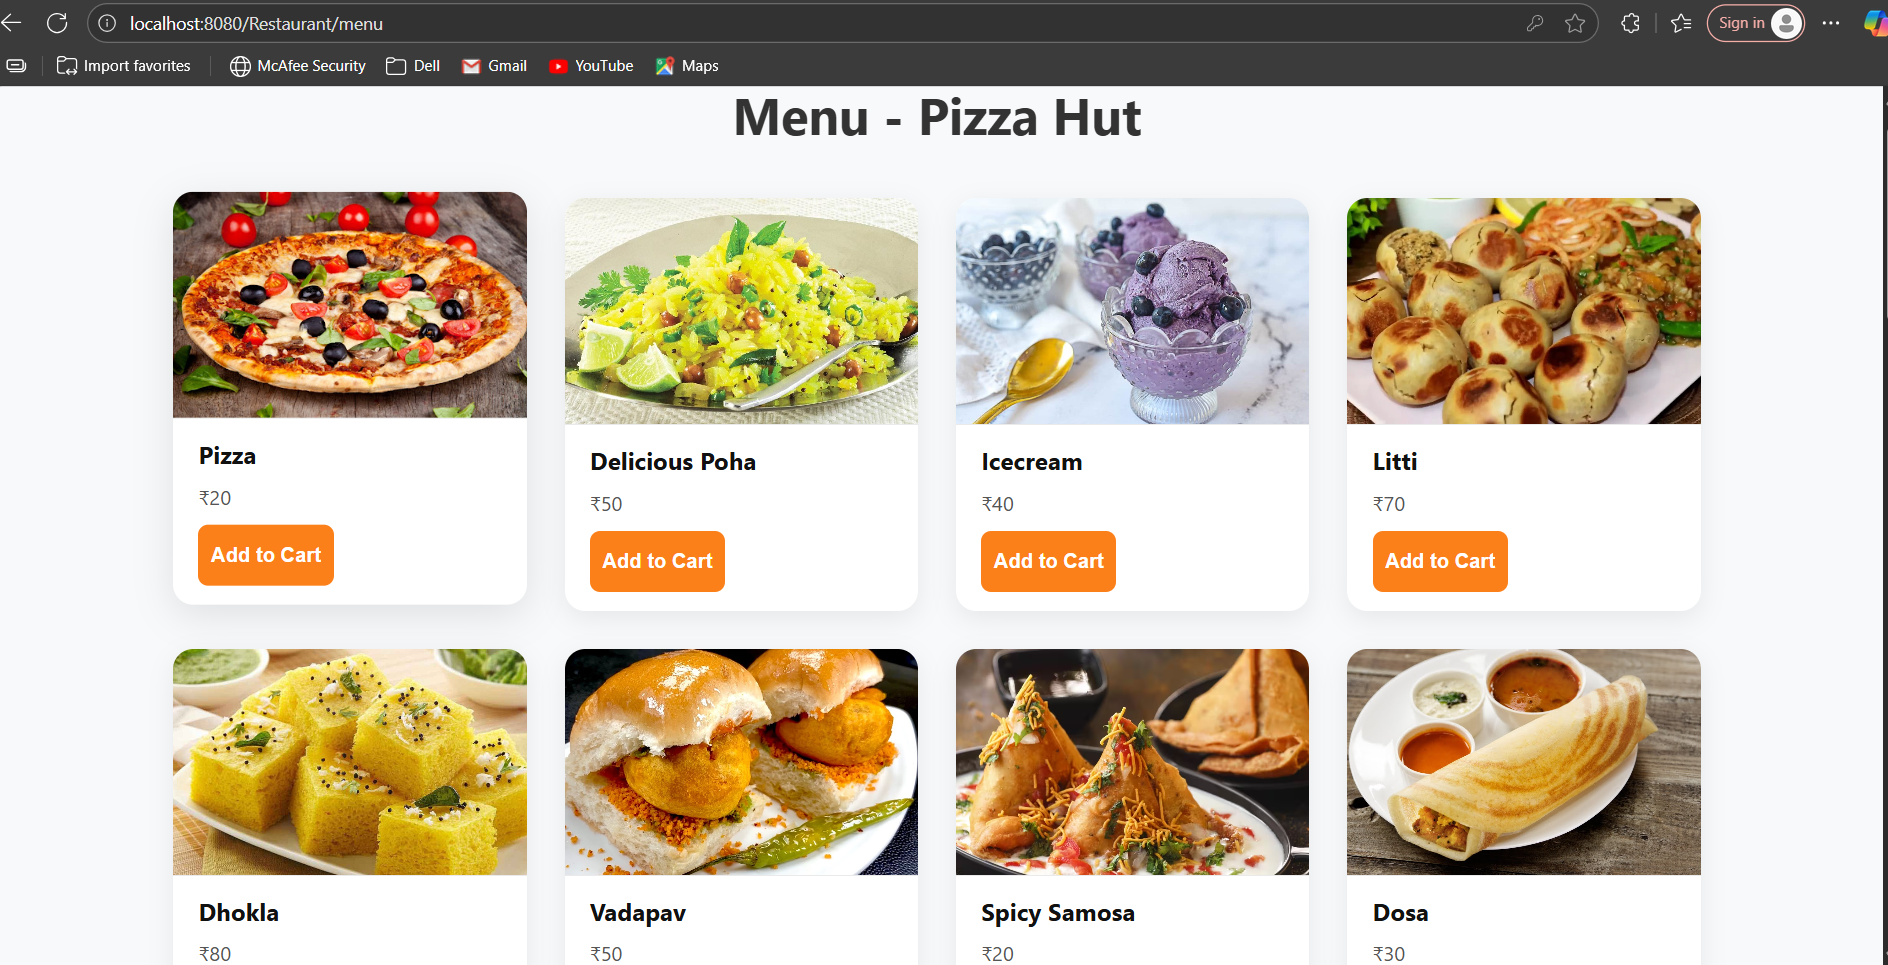 localhost:8080/Restaurant/menu
Sign in
Import favorites
McAfee Security
Dell
Gmail
YouTube
Maps
Menu - Pizza Hut
Pizza
₹20
Add to Cart
Delicious Poha
₹50
Add to Cart
Icecream
₹40
Add to Cart
Litti
₹70
Add to Cart
Dhokla
₹80
Vadapav
₹50
Spicy Samosa
₹20
Dosa
₹30